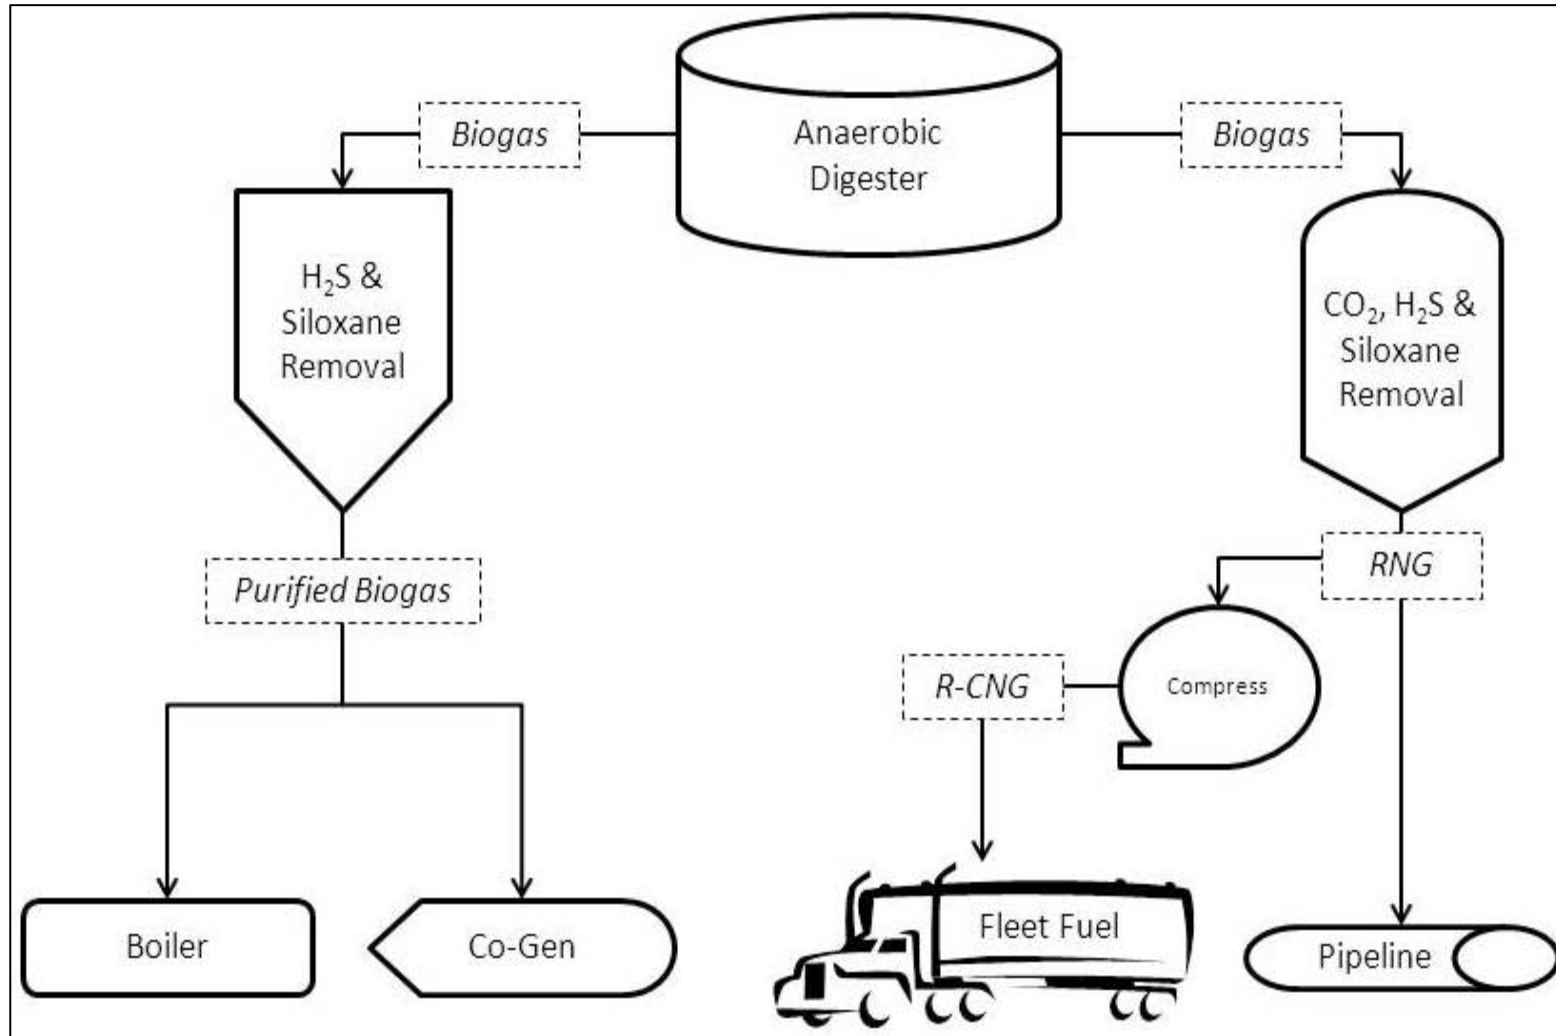 Biogas
Anaerobic
Digester
Biogas
H₂S &
Siloxane
Removal
CO₂, H₂S &
Siloxane
Removal
Purified Biogas
RNG
R-CNG
Compress
Boiler
Co-Gen
Fleet Fuel
Pipeline